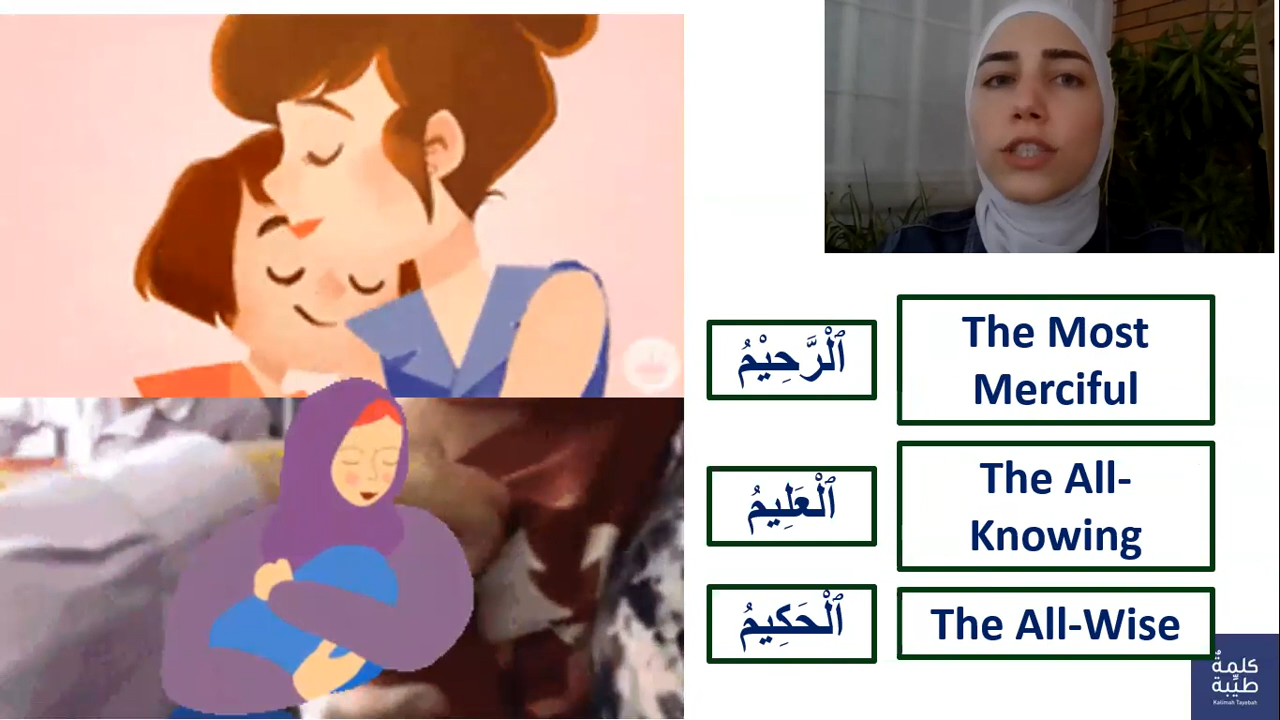 ٱلْرَّحِيْمُ
The Most
Merciful
ٱلْعَلِيمُ
The All-
Knowing
ٱلْحَكِيمُ
The All-Wise
كلمةٌ
طيِّبة
Kalimah Tayebah